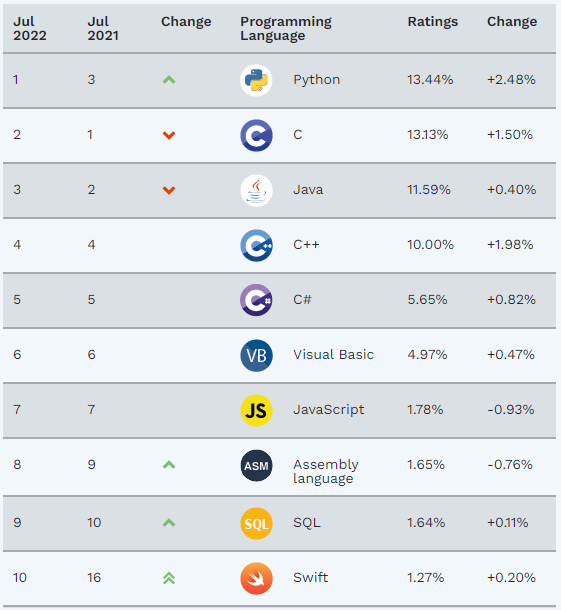 Jul 2022 Jul 2021 Change Programming Language Ratings Change
1 3 Python 13.44% +2.48%
2 1 C 13.13% +1.50%
3 2 Java 11.59% +0.40%
4 4 C++ 10.00% +1.98%
5 5 C# 5.65% +0.82%
6 6 VB Visual Basic 4.97% +0.47%
7 7 JS JavaScript 1.78% -0.93%
8 9 ASM Assembly language 1.65% -0.76%
9 10 SQL SQL 1.64% +0.11%
10 16 Swift 1.27% +0.20%